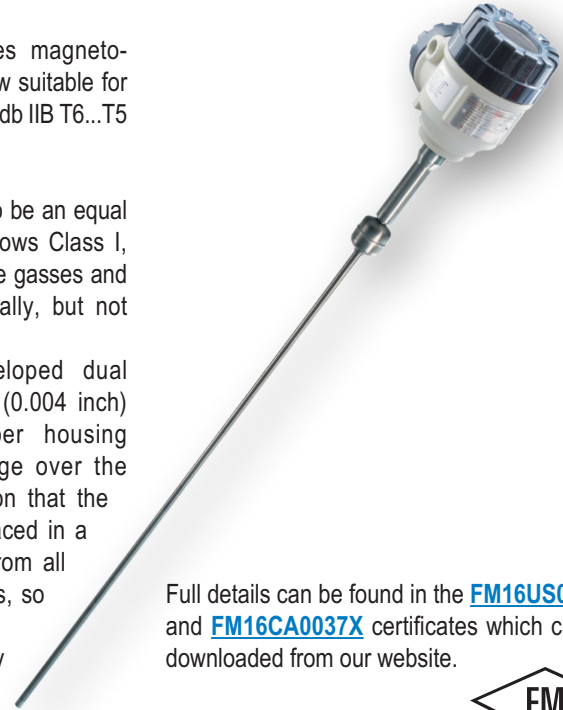 es magneto-
w suitable for
db IIB T6...T5
o be an equal
ows Class I,
e gasses and
ally, but not
eloped dual
(0.004 inch)
per housing
ge over the
on that the
aced in a
rom all
s, so
y
Full details can be found in the FM16US0
and FM16CA0037X certificates which c
downloaded from our website.
FM